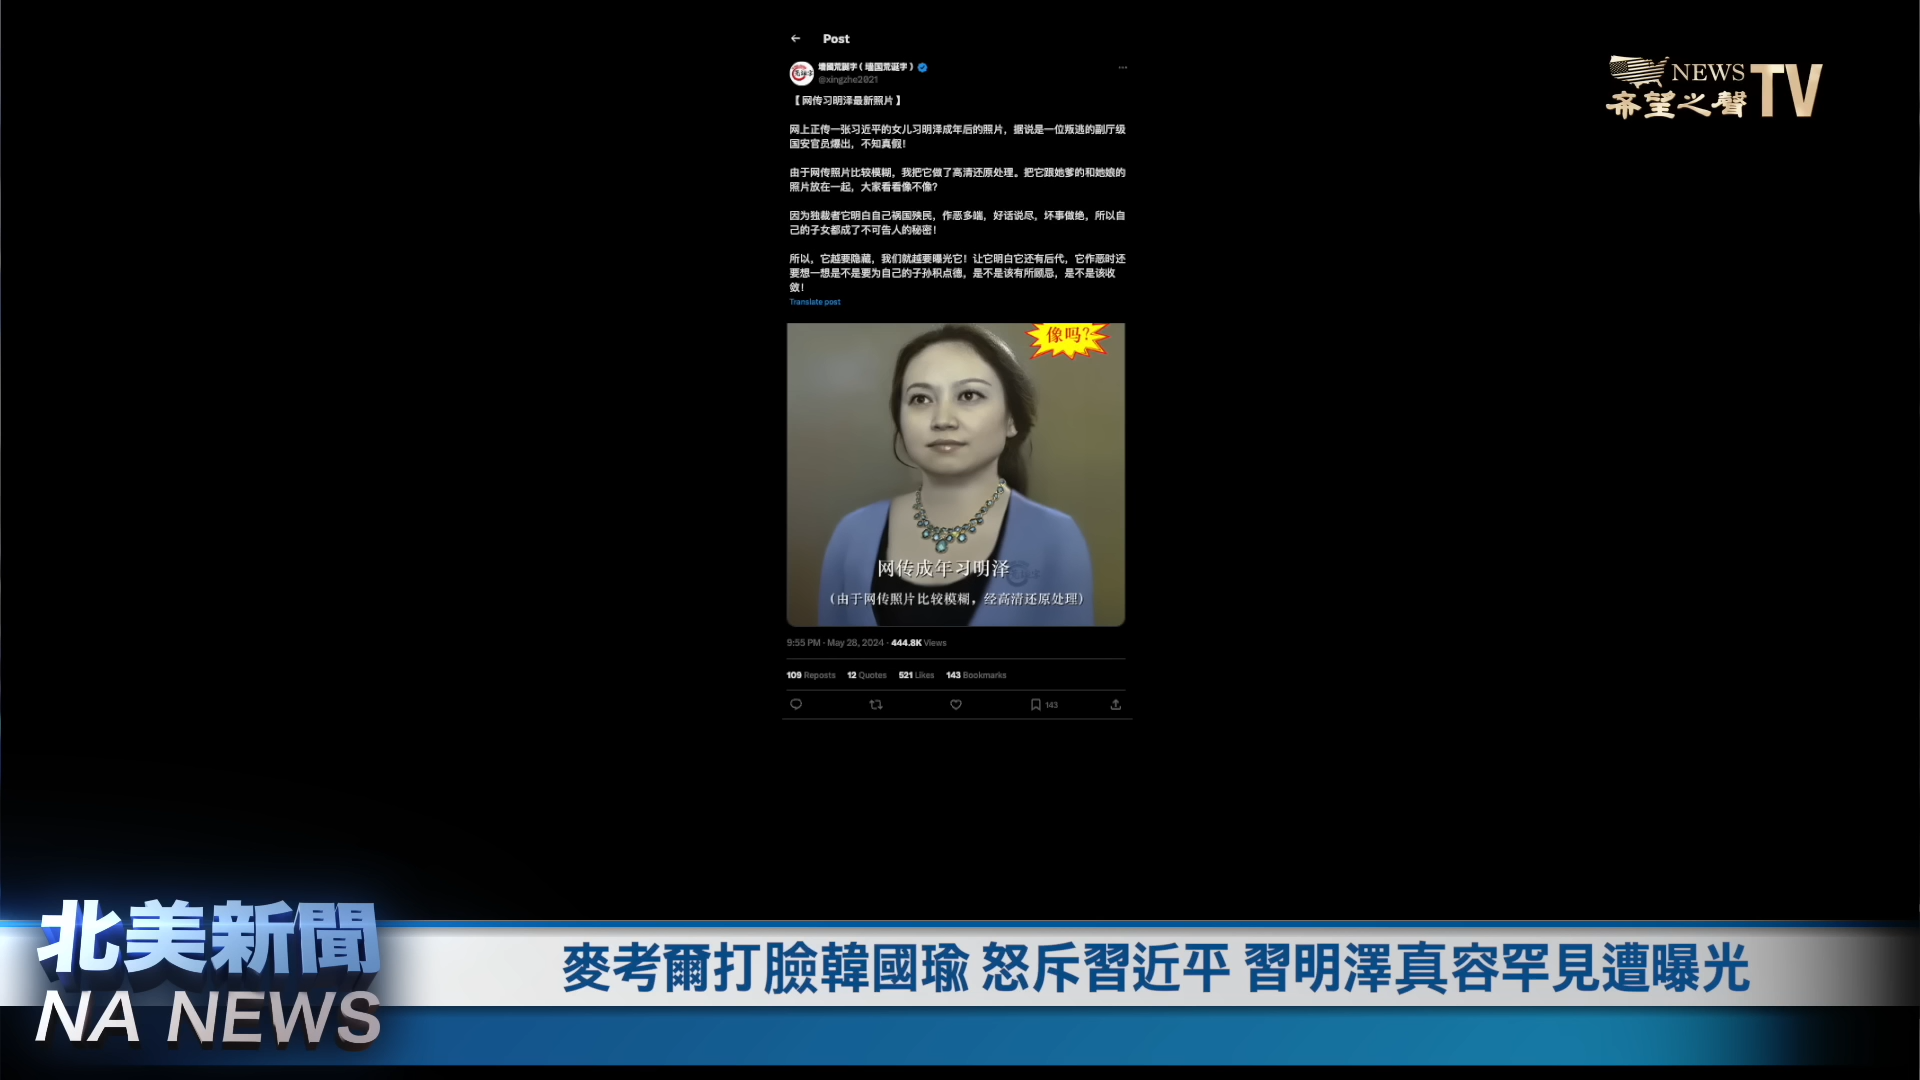 Post
NEWS
希望之聲 TV
墙國荒誕字（墙国荒诞字）
@xingzhe2021
【网传习明泽最新照片】
网上正传一张习近平的女儿习明泽成年后的照片，据说是一位叛逃的副厅级
国安官员爆出，不知真假！
由于网传照片比较模糊，我把它做了高清还原处理。把它跟她爹的和她娘的
照片放在一起，大家看看像不像？
因为独裁者它明白自己祸国殃民，作恶多端，好话说尽，坏事做绝，所以自
己的子女都成了不可告人的秘密！
所以，它越要隐藏，我们就越要曝光它！让它明白它还有后代，它作恶时还
要想一想是不是要为自己的子孙积点德，是不是该有所顾忌，是不是该收
敛！
Translate post
像吗?
网传成年习明泽
（由于网传照片比较模糊，经高清还原处理）
9:55 PM · May 28, 2024 · 444.8K Views
109 Reposts 12 Quotes 521 Likes 143 Bookmarks
143
北美新聞
NA NEWS
麥考爾打臉韓國瑜 怒斥習近平 習明澤真容罕見遭曝光